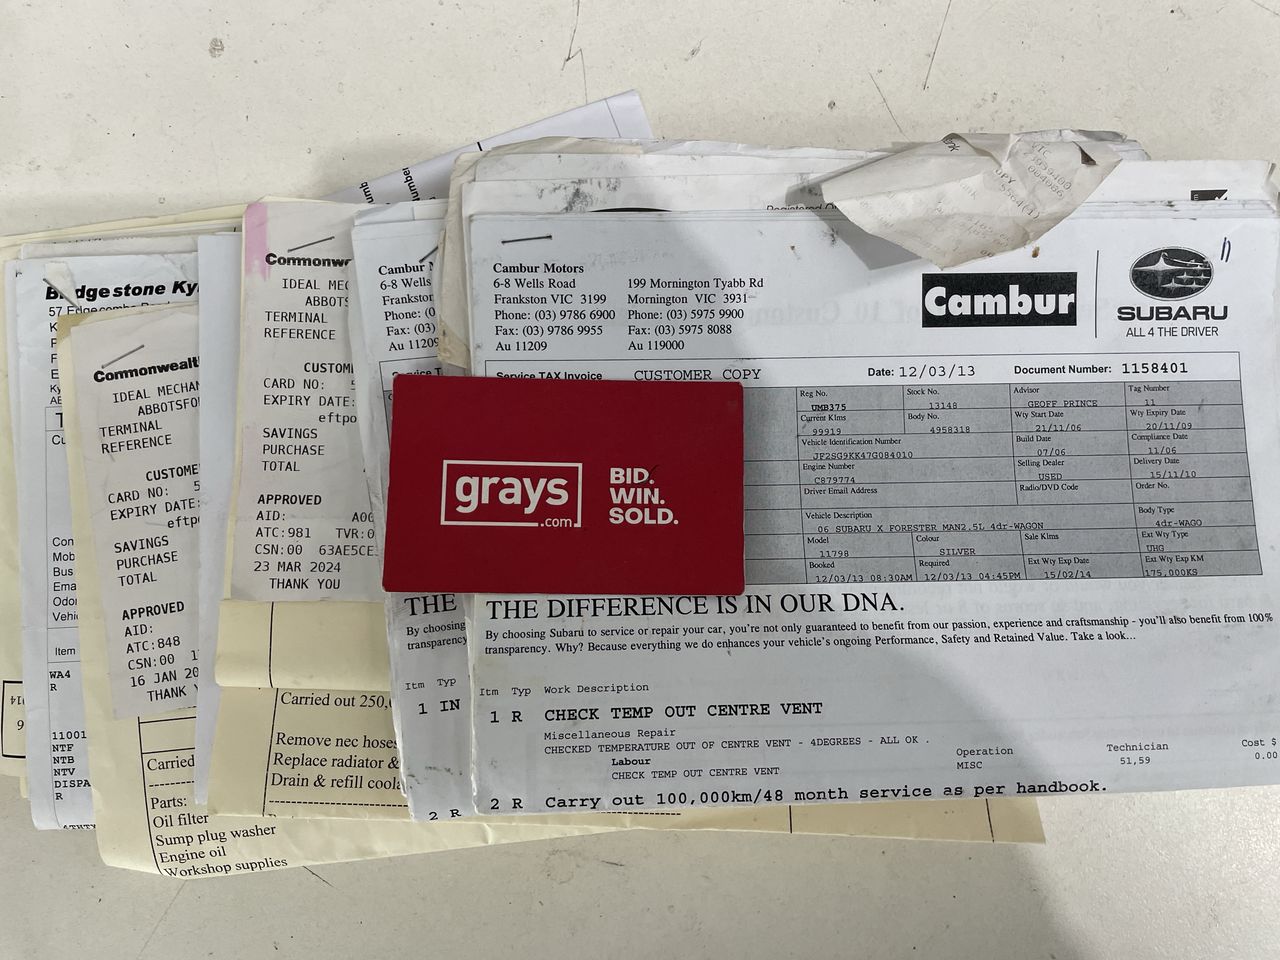 Cambur Motors
6-8 Wells Road
Frankston VIC 3199
Phone: (03) 9786 6900
Fax: (03) 9786 9955
Au 11209
199 Mornington Tyabb Rd
Mornington VIC 3931
Phone: (03) 5975 9900
Fax: (03) 5975 8088
Au 119000
Cambur
SUBARU
ALL 4 THE DRIVER
Service TAX Invoice CUSTOMER COPY Date: 12/03/13 Document Number: 1158401
Reg No. Stock No. Advisor Tag Number
UMB375 13148 GEOFF PRINCE 11
Current Klms Body No. Wty Start Date Wty Expiry Date
99919 4958318 21/11/06 20/11/09
Vehicle Identification Number Build Date Compliance Date
JF2SG9KK47G084010 07/06 11/06
Engine Number Selling Dealer Delivery Date
C879774 USED 15/11/10
Driver Email Address Radio/DVD Code Order No.
Vehicle Description Body Type
06 SUBARU X FORESTER MAN2.5L 4dr-WAGON 4dr-WAGO
Model Colour Sale Klms Ext Wty Type
11798 SILVER UHG
Booked Required Ext Wty Exp Date Ext Wty Exp KM
12/03/13 08:30AM 12/03/13 04:45PM 15/02/14 175,000KS
THE DIFFERENCE IS IN OUR DNA.
By choosing Subaru to service or repair your car, you're not only guaranteed to benefit from our passion, experience and craftsmanship - you'll also benefit from 100%
transparency. Why? Because everything we do enhances your vehicle's ongoing Performance, Safety and Retained Value. Take a look...
Itm Typ Work Description
1 R CHECK TEMP OUT CENTRE VENT
Miscellaneous Repair
CHECKED TEMPERATURE OUT OF CENTRE VENT - 4DEGREES - ALL OK .
Labour Operation Technician Cost $
CHECK TEMP OUT CENTRE VENT MISC 51,59 0.00
2 R Carry out 100,000km/48 month service as per handbook.
grays
.com
BID.
WIN.
SOLD.
Cambur
6-8 Wells
Frankston
Phone: (0
Fax: (03)
Au 11209
THE
By choosing
transparency
Itm Typ
1 IN
2 R
Commonw
IDEAL MEC
ABBOTS
TERMINAL
REFERENCE
CUSTOM
CARD NO:
EXPIRY DATE:
eftpo
SAVINGS
PURCHASE
TOTAL
APPROVED
AID: A00
ATC:981 TVR:0
CSN:00 63AE5CE
23 MAR 2024
THANK YOU
Carried out 250,
Remove nec hoses
Replace radiator &
Drain & refill coola
Commonwealt
IDEAL MECHAN
ABBOTSFO
TERMINAL
REFERENCE
CUSTOME
CARD NO: 5
EXPIRY DATE:
eftp
SAVINGS
PURCHASE
TOTAL
APPROVED
AID:
ATC:848
CSN:00
16 JAN 20
THANK Y
Carried
Parts:
Oil filter
Sump plug washer
Engine oil
Workshop supplies
Bridgestone Ky
57 Edgecombe
Con
Mob
Bus
Ema
Odo
Vehic
Item
WA4
R
11001
NTF
NTB
NTV
DISPA
R